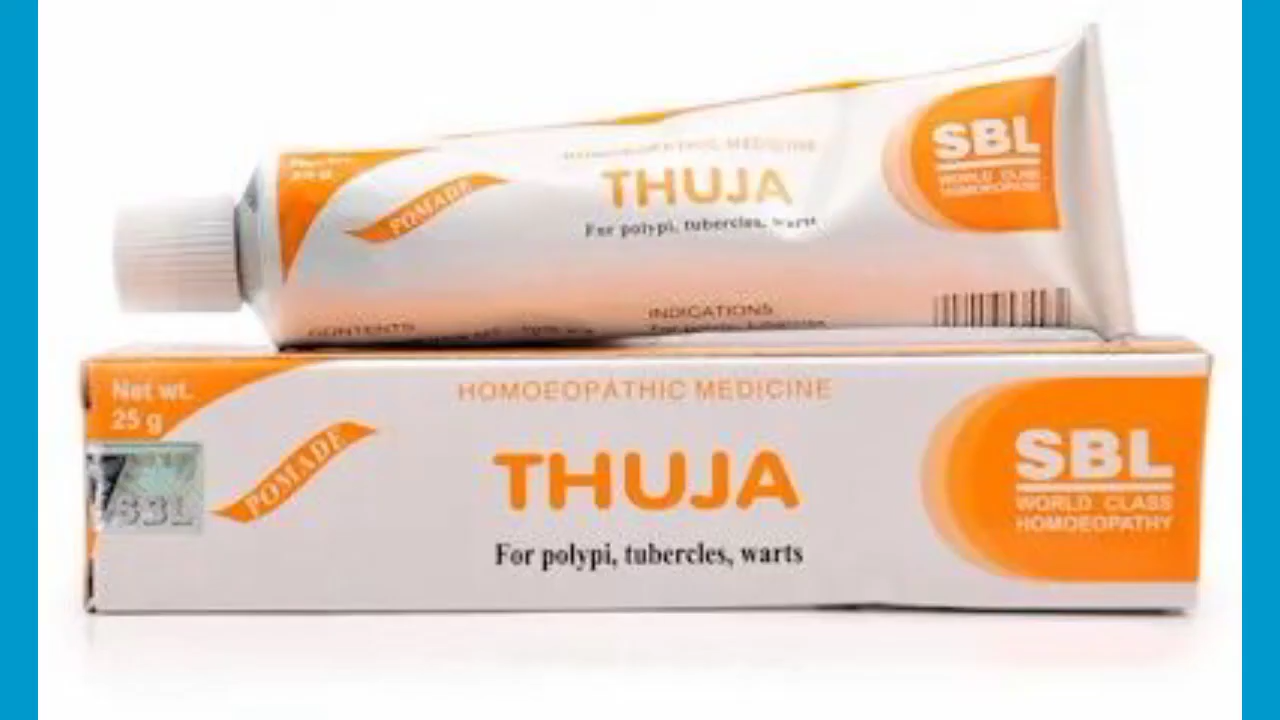 HOMOEOPATHIC MEDICINE
THUJA
For polypi, tubercles, warts
POMADE
SBL
WORLD CLASS
HOMOEOPATHY
CONTENTS
INDICATIONS
Net wt.
25 g
HOMOEOPATHIC MEDICINE
POMADE
THUJA
For polypi, tubercles, warts
SBL
SBL
WORLD CLASS
HOMOEOPATHY